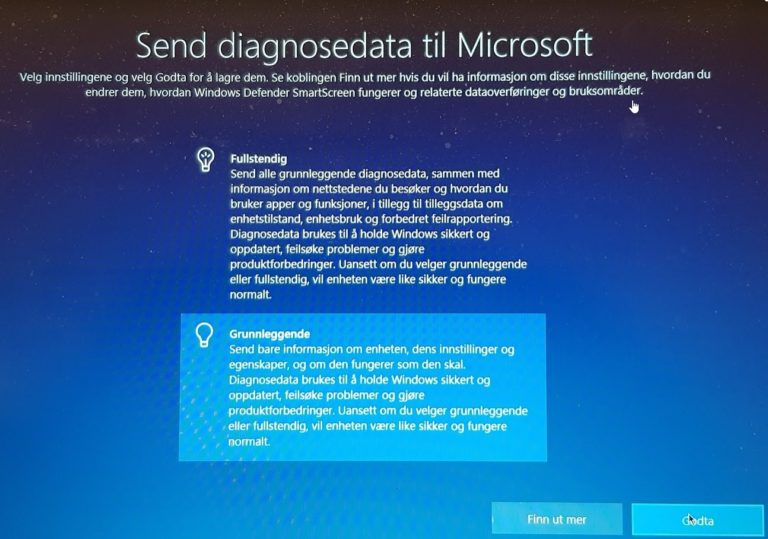 Send diagnosedata til Microsoft
Velg innstillingene og velg Godta for å lagre dem. Se koblingen Finn ut mer hvis du vil ha informasjon om disse innstillingene, hvordan du
endrer dem, hvordan Windows Defender SmartScreen fungerer og relaterte dataoverføringer og bruksområder.
Fullstendig
Send alle grunnleggende diagnosedata, sammen med
informasjon om nettstedene du besøker og hvordan du
bruker apper og funksjoner, i tillegg til tilleggsdata om
enhetstilstand, enhetsbruk og forbedret feilrapportering.
Diagnosedata brukes til å holde Windows sikkert og
oppdatert, feilsøke problemer og gjøre
produktforbedringer. Uansett om du velger grunnleggende
eller fullstendig, vil enheten være like sikker og fungere
normalt.
Grunnleggende
Send bare informasjon om enheten, dens innstillinger og
egenskaper, og om den fungerer som den skal.
Diagnosedata brukes til å holde Windows sikkert og
oppdatert, feilsøke problemer og gjøre
produktforbedringer. Uansett om du velger grunnleggende
eller fullstendig, vil enheten være like sikker og fungere
normalt.
Finn ut mer
Godta